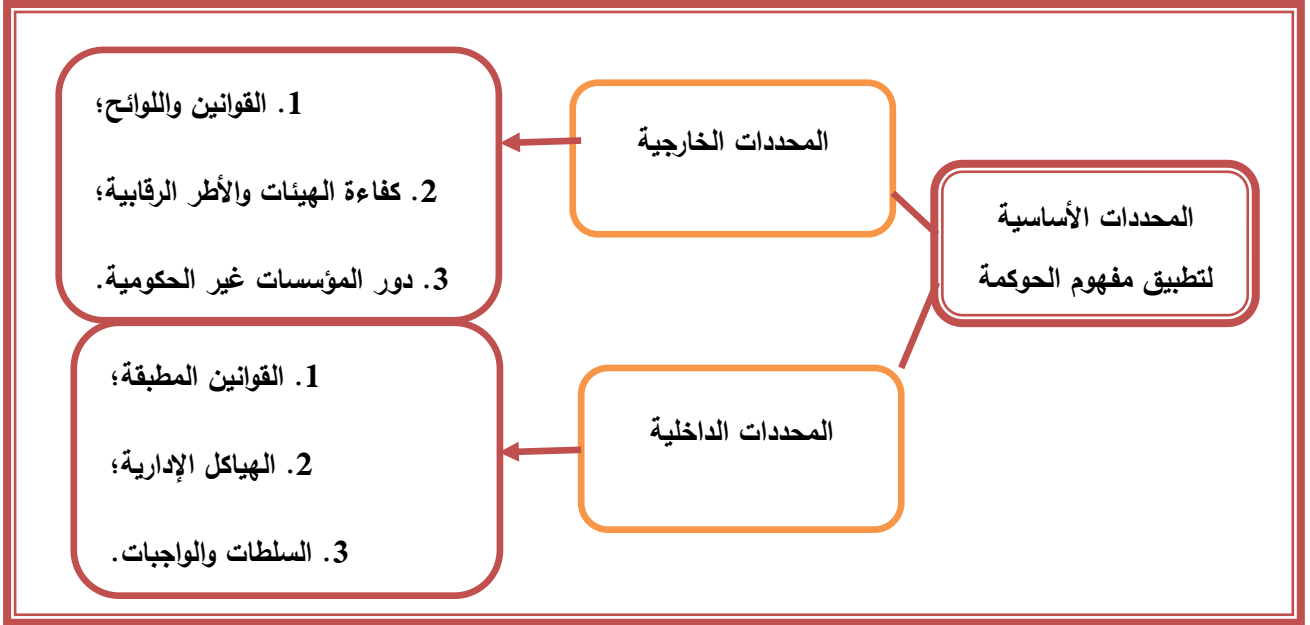 المحددات الأساسية
لتطبيق مفهوم الحوكمة
المحددات الخارجية
1. القوانين واللوائح؛
2. كفاءة الهيئات والأطر الرقابية؛
3. دور المؤسسات غير الحكومية.
المحددات الداخلية
1. القوانين المطبقة؛
2. الهياكل الإدارية؛
3. السلطات والواجبات.